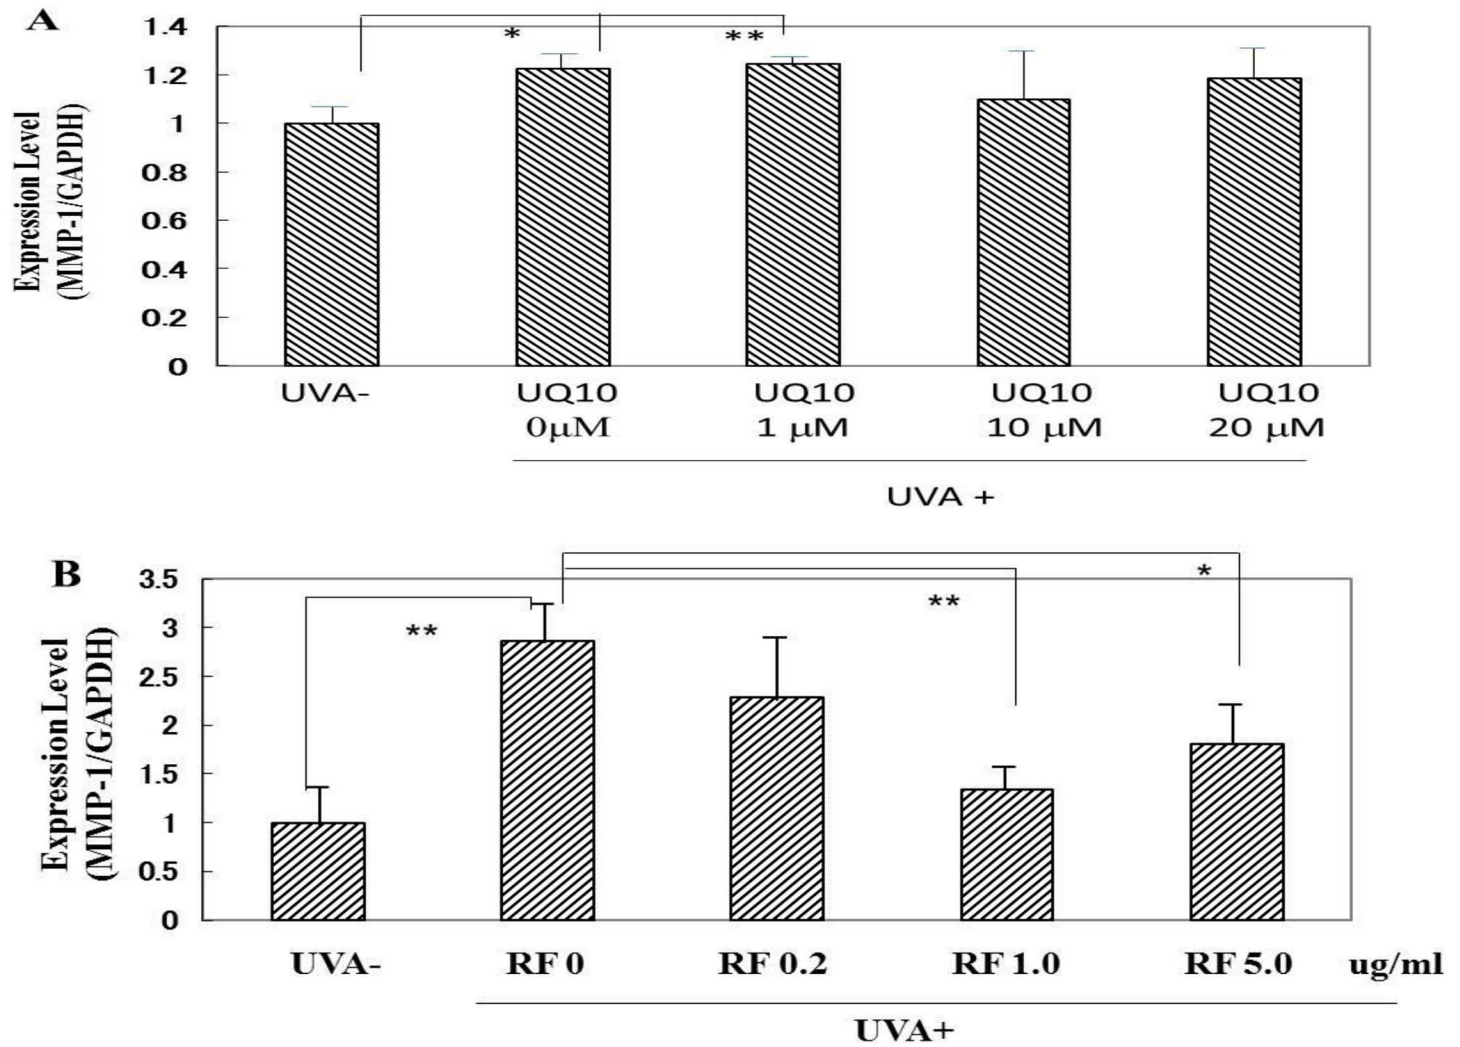 A
Expression Level
(MMP-1/GAPDH)
1.4
1.2
1
0.8
0.6
0.4
0.2
0
* **
UVA- UQ10 UQ10 UQ10 UQ10
0μM 1 μM 10 μM 20 μM
UVA +
B
Expression Level
(MMP-1/GAPDH)
3.5
3
2.5
2
1.5
1
0.5
0
** ** *
UVA- RF 0 RF 0.2 RF 1.0 RF 5.0 ug/ml
UVA+